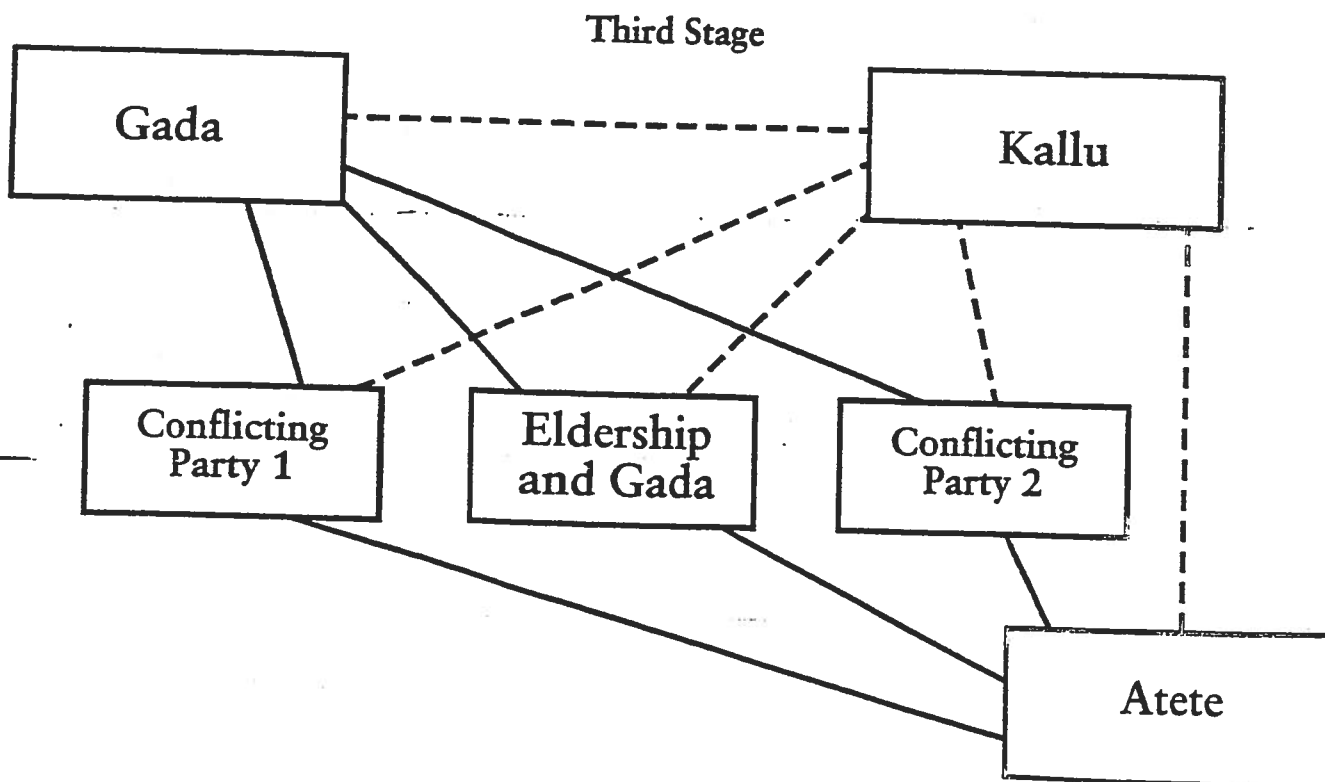 Third Stage
Gada
Kallu
Conflicting
Party 1
Eldership
and Gada
Conflicting
Party 2
Atete